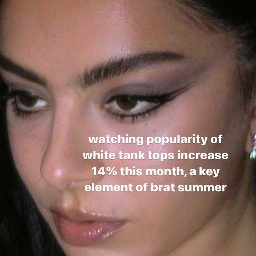 watching popularity of
white tank tops increase
14% this month, a key
element of brat summer